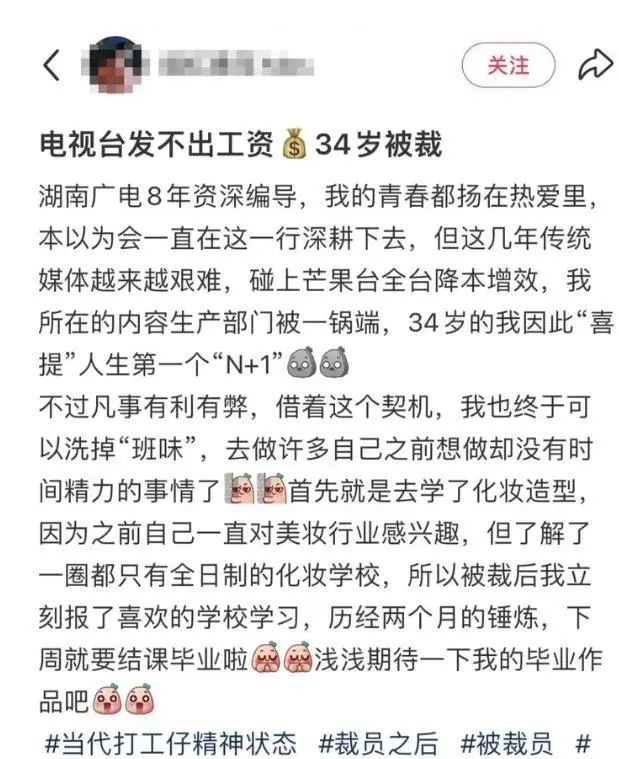 关注
电视台发不出工资💰34岁被裁
湖南广电8年资深编导，我的青春都扬在热爱里，
本以为会一直在这一行深耕下去，但这几年传统
媒体越来越艰难，碰上芒果台全台降本增效，我
所在的内容生产部门被一锅端，34岁的我因此“喜
提”人生第一个“N+1”
不过凡事有利有弊，借着这个契机，我也终于可
以洗掉“班味”，去做许多自己之前想做却没有时
间精力的事情了首先就是去学了化妆造型，
因为之前自己一直对美妆行业感兴趣，但了解了
一圈都只有全日制的化妆学校，所以被裁后我立
刻报了喜欢的学校学习，历经两个月的锤炼，下
周就要结课毕业啦浅浅期待一下我的毕业作
品吧
#当代打工仔精神状态 #裁员之后 #被裁员 #